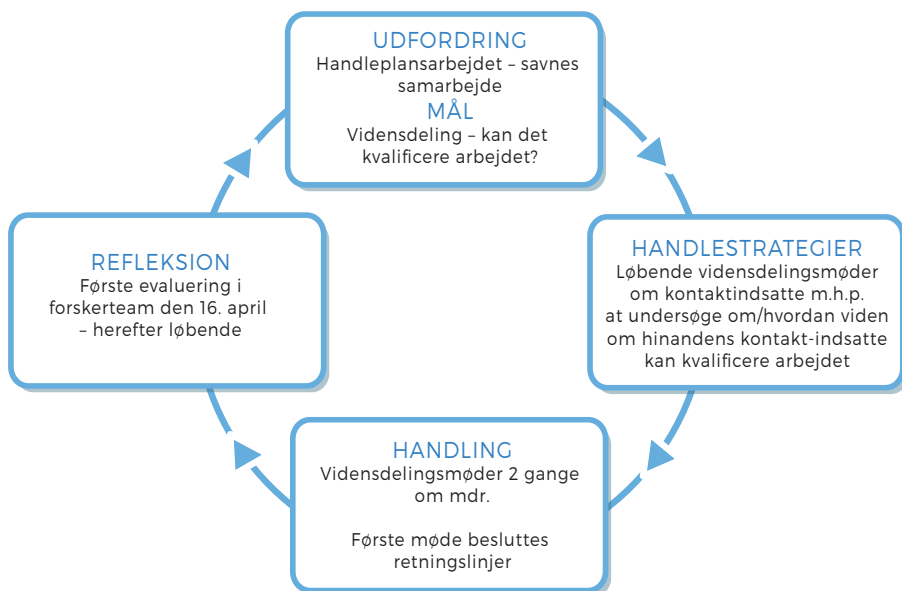 UDFORDRING
Handleplansarbejdet – savnes
samarbejde
MÅL
Vidensdeling – kan det
kvalificere arbejdet?
HANDLESTRATEGIER
Løbende vidensdelingsmøder
om kontaktindsatte m.h.p.
at undersøge om/hvordan viden
om hinandens kontakt-indsatte
kan kvalificere arbejdet
HANDLING
Vidensdelingsmøder 2 gange
om mdr.
Første møde besluttes
retningslinjer
REFLEKSION
Første evaluering i
forskerteam den 16. april
– herefter løbende